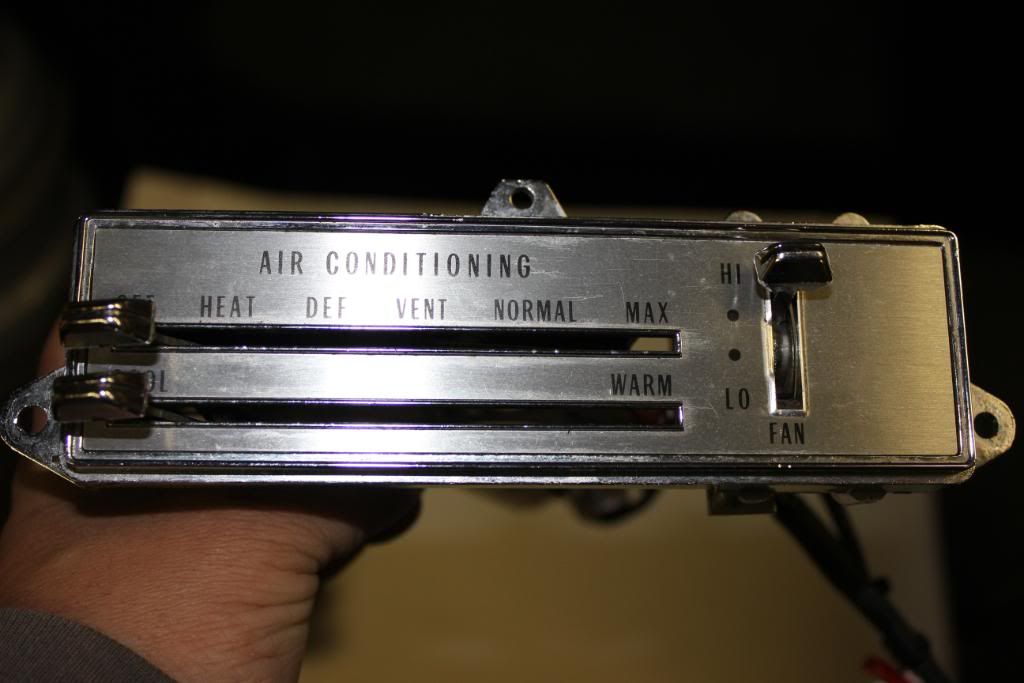 AIR CONDITIONING
HEAT DEF VENT NORMAL MAX
WARM
HI
LO
FAN